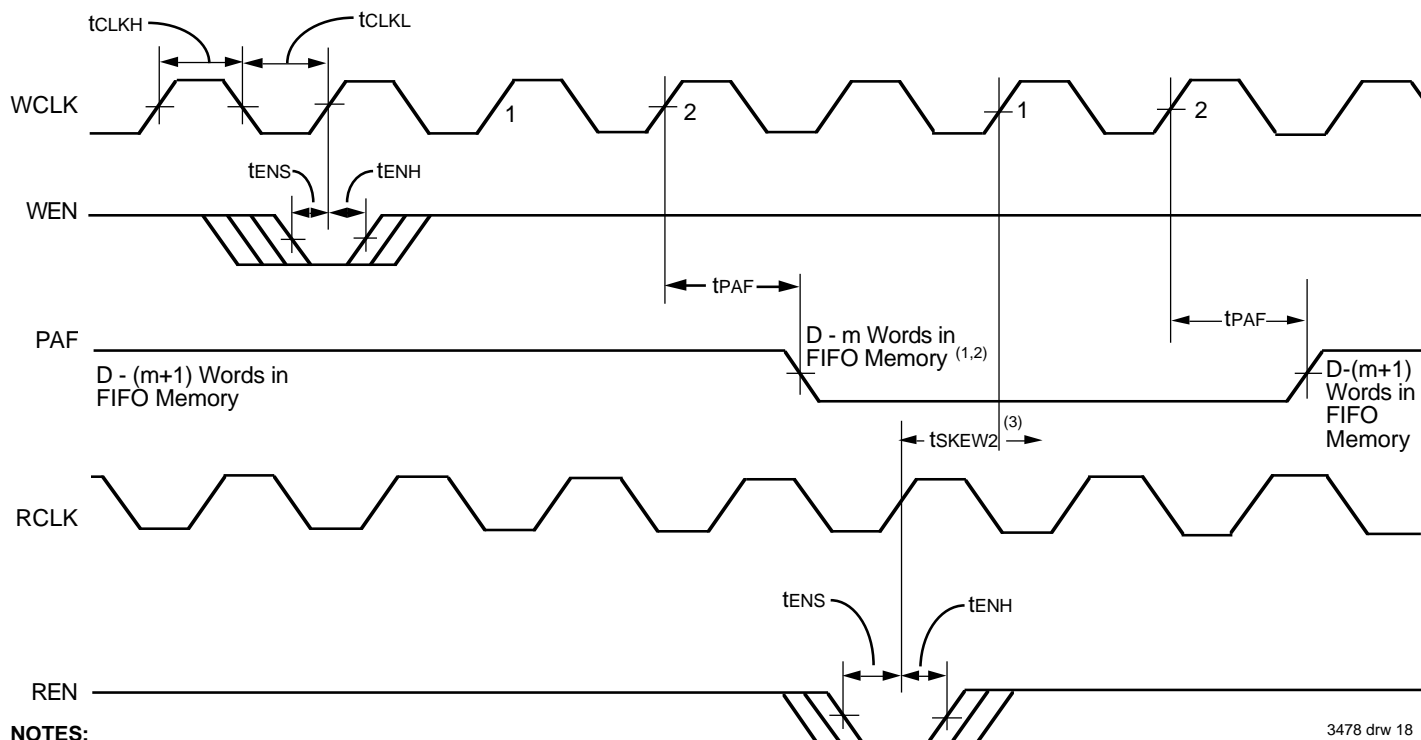 tCLKH
tCLKL
WCLK
1
2
1
2
tENS
tENH
WEN
tPAF
tPAF
PAF
D - m Words in
FIFO Memory (1,2)
D - (m+1) Words in
FIFO Memory
D-(m+1)
Words in
FIFO
Memory
tSKEW2 (3)
RCLK
tENS
tENH
REN
NOTES:
3478 drw 18